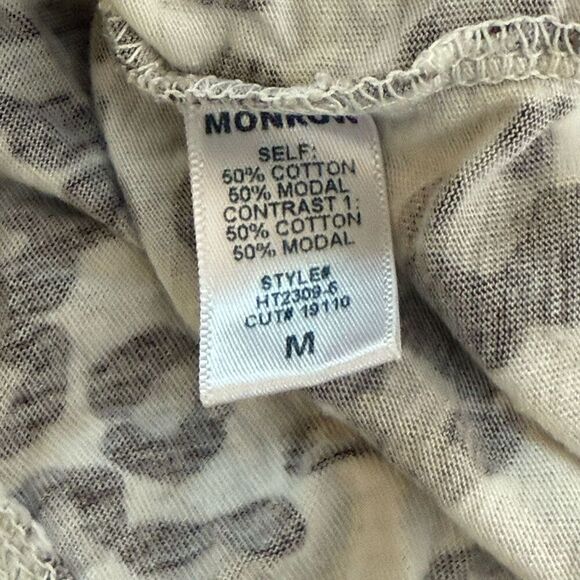 MONROW
SELF:
50% COTTON
50% MODAL
CONTRAST 1:
50% COTTON
50% MODAL
STYLE#
HT2309-6
CUT# 19110
M